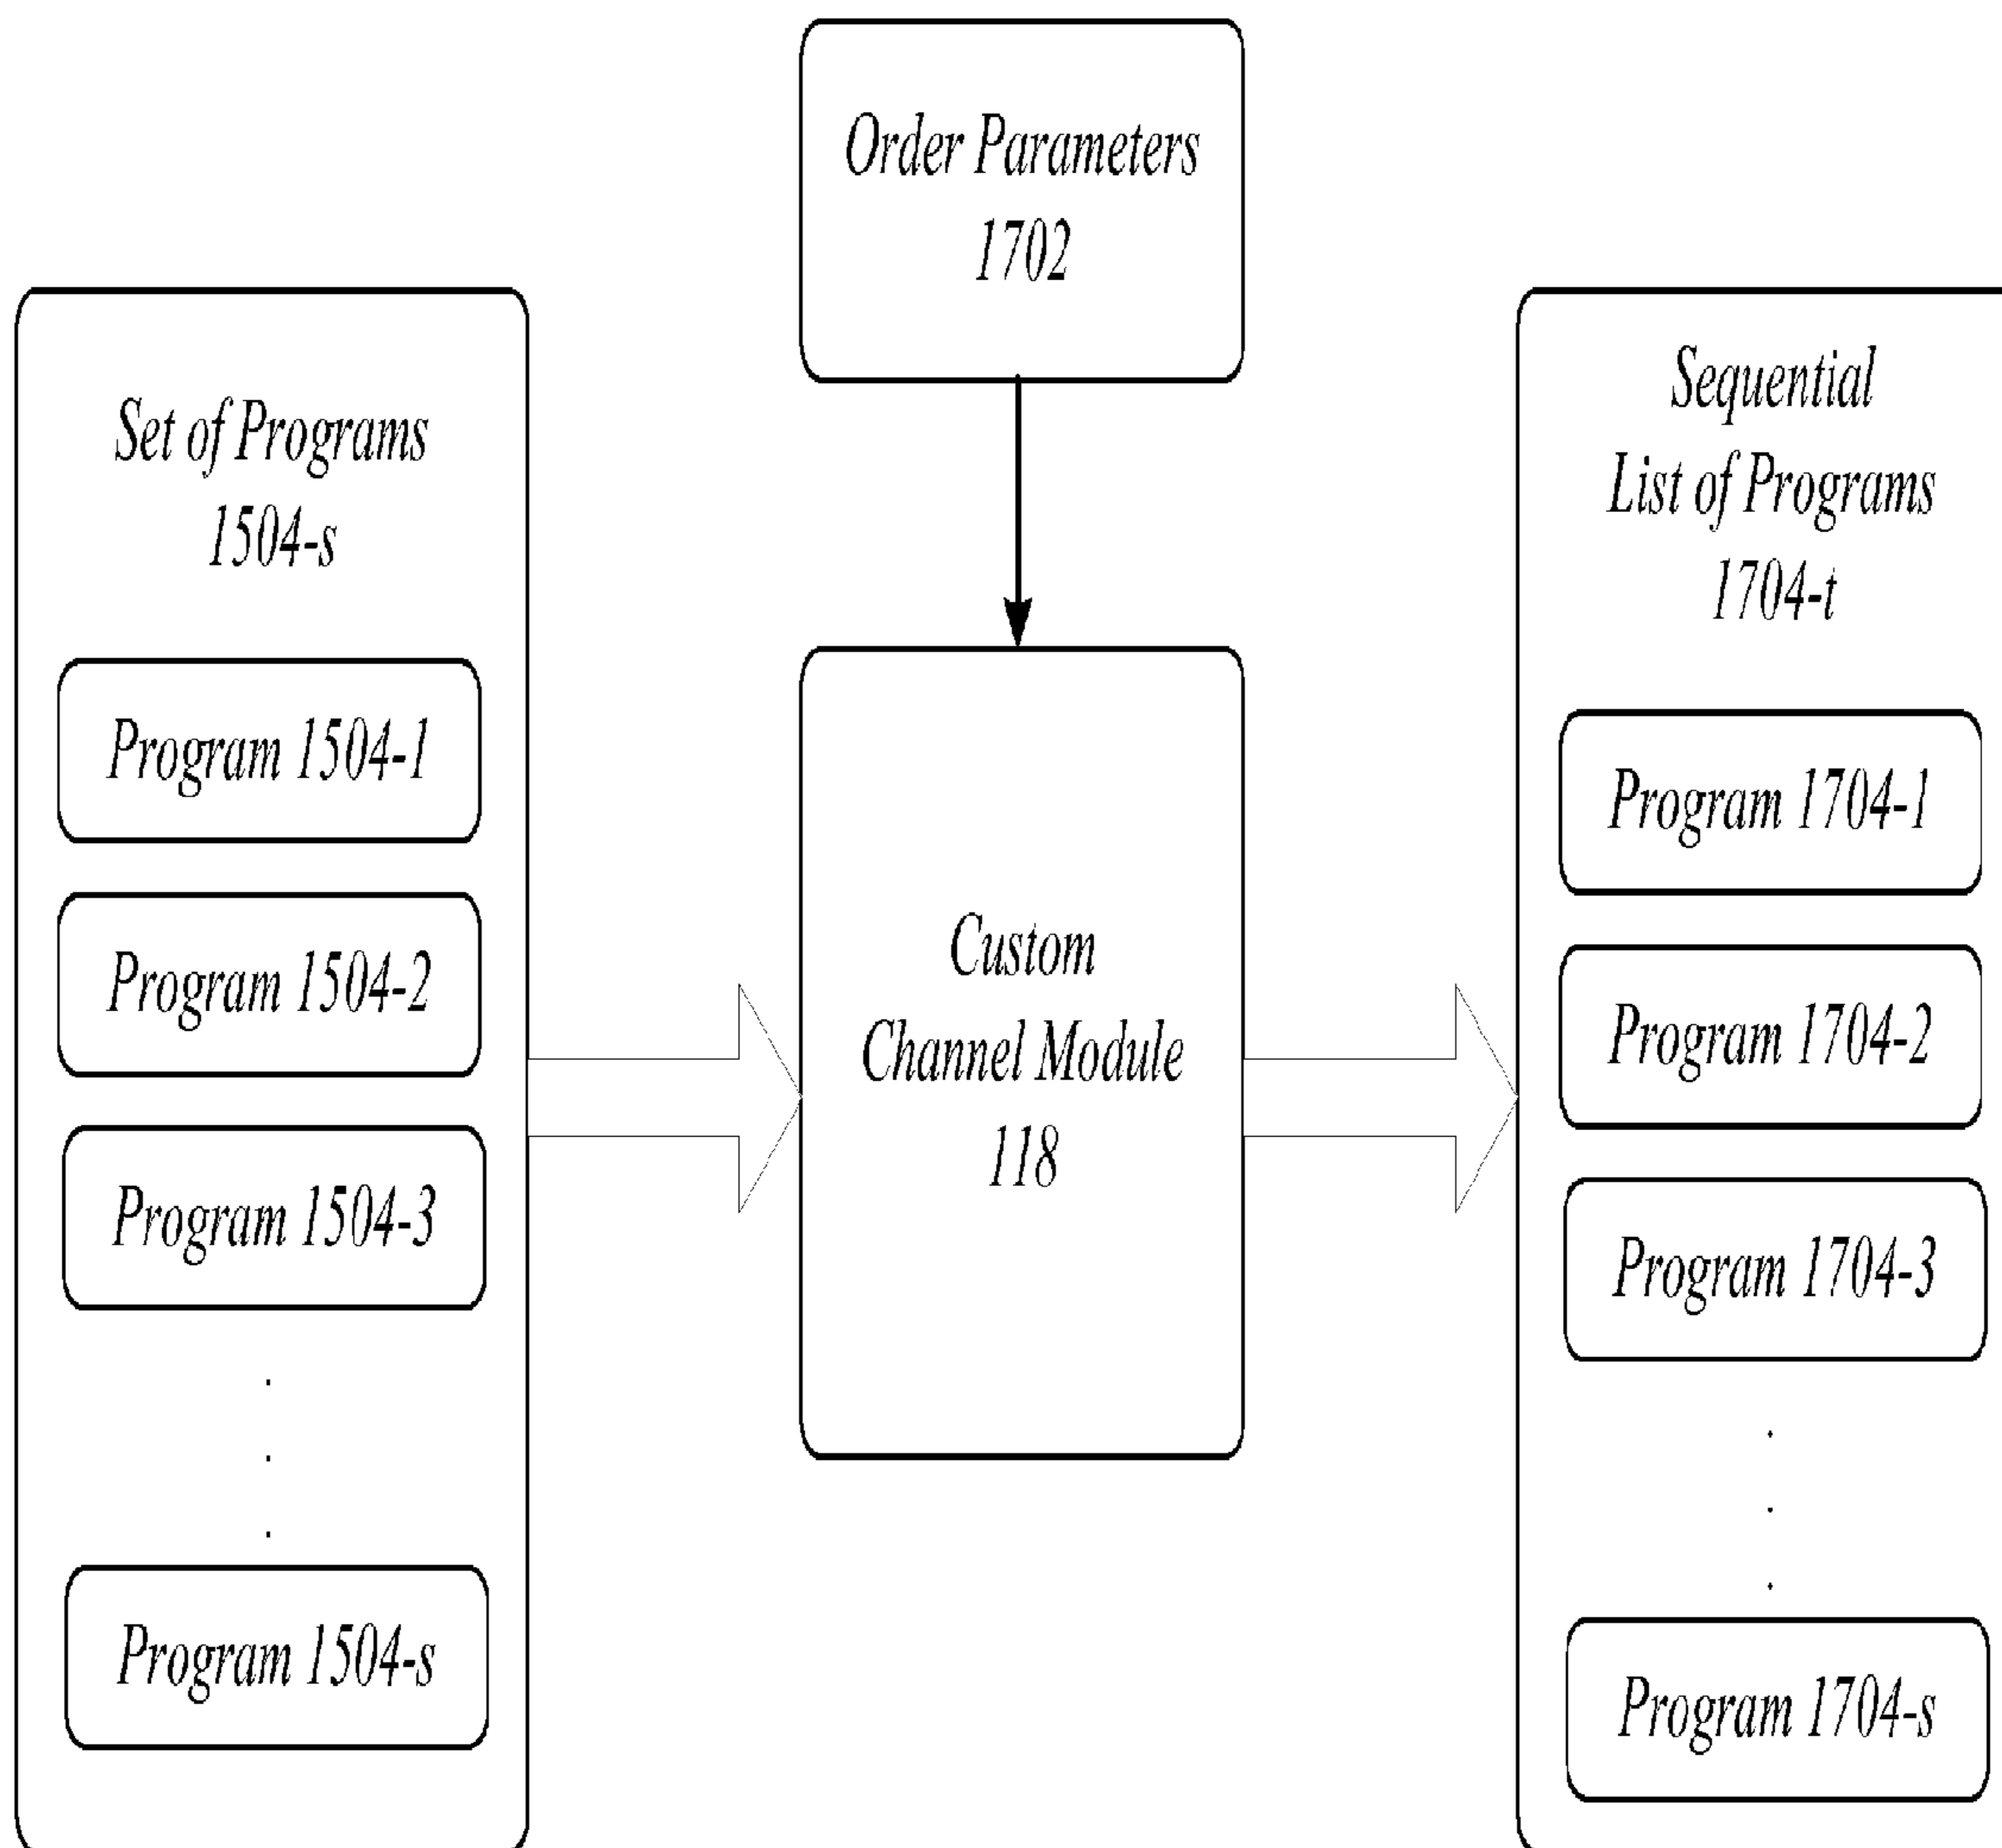 Order Parameters
1702
Set of Programs
1504-s
Program 1504-1
Program 1504-2
Program 1504-3
.
.
.
Program 1504-s
Custom
Channel Module
118
Sequential
List of Programs
1704-t
Program 1704-1
Program 1704-2
Program 1704-3
.
.
.
Program 1704-s